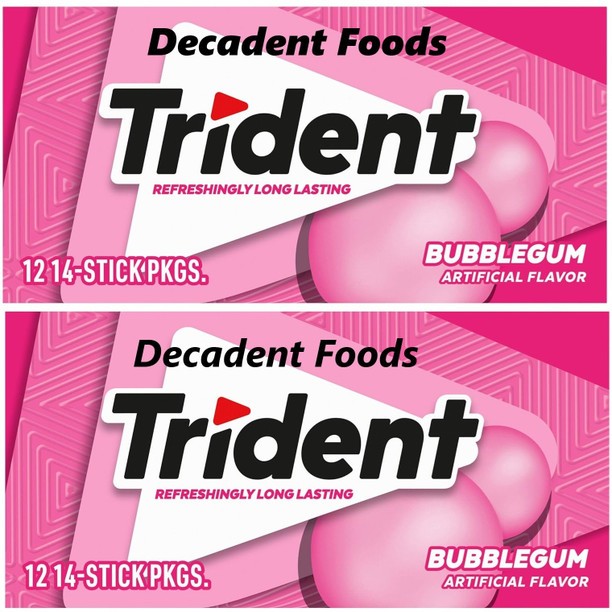 Decadent Foods
Trident
REFRESHINGLY LONG LASTING
12 14-STICK PKGS.
BUBBLEGUM
ARTIFICIAL FLAVOR
Decadent Foods
Trident
REFRESHINGLY LONG LASTING
12 14-STICK PKGS.
BUBBLEGUM
ARTIFICIAL FLAVOR